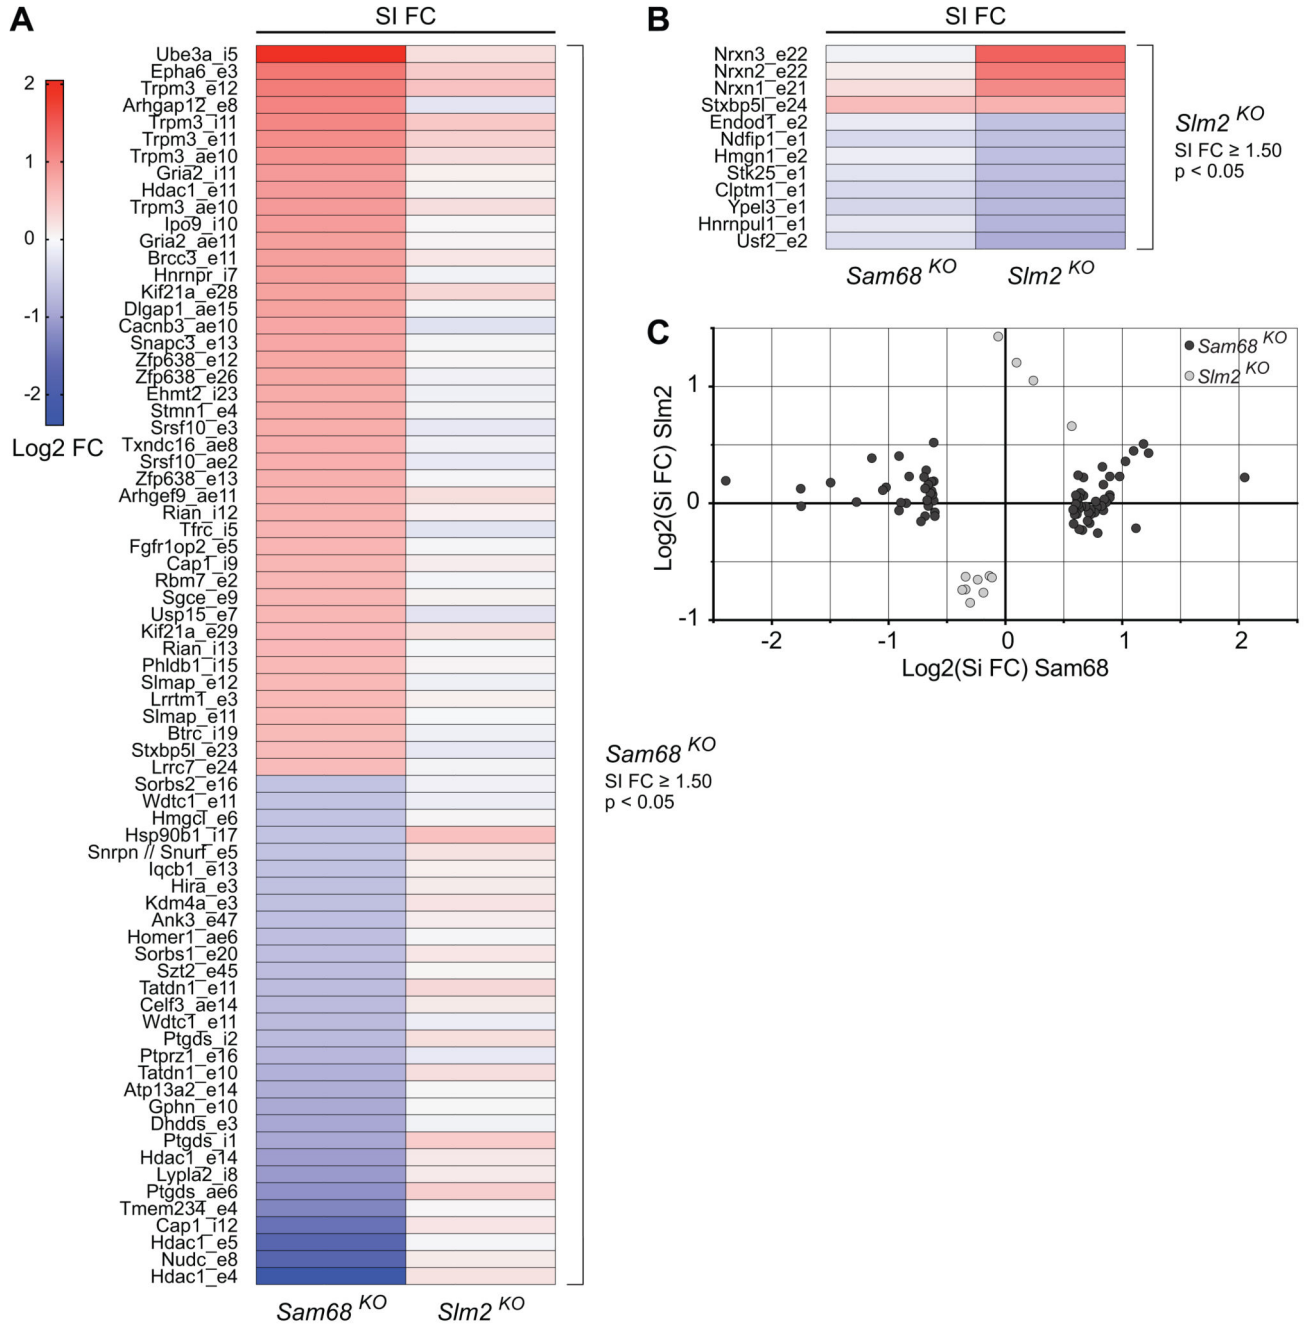 A
SI FC
2
1
0
-1
-2
Log2 FC
Ube3a_i5
Epha6_e3
Trpm3_e12
Arhgap12_e8
Trpm3_i11
Trpm3_e11
Trpm3_ae10
Gria2_i11
Hdac1_e11
Trpm3_ae10
Ipo9_i10
Gria2_ae11
Brcc3_e11
Hnrnpr_i7
Kif21a_e28
Dlgap1_ae15
Cacnb3_ae10
Snapc3_e13
Zfp638_e12
Zfp638_e26
Ehmt2_i23
Stmn1_e4
Srsf10_e3
Txndc16_ae8
Srsf10_ae2
Zfp638_e13
Arhgef9_ae11
Rian_i12
Tfrc_i5
Fgfr1op2_e5
Cap1_i9
Rbm7_e2
Sgce_e9
Usp15_e7
Kif21a_e29
Rian_i13
Phldb1_i15
Slmap_e12
Lrrtm1_e3
Slmap_e11
Btrc_i19
Stxbp5l_e23
Lrrc7_e24
Sorbs2_e16
Wdtc1_e11
Hmgcl_e6
Hsp90b1_i17
Snrpn // Snurf_e5
Iqcb1_e13
Hira_e3
Kdm4a_e3
Ank3_e47
Homer1_ae6
Sorbs1_e20
Szt2_e45
Tatdn1_e11
Celf3_ae14
Wdtc1_e11
Ptgds_i2
Ptprz1_e16
Tatdn1_e10
Atp13a2_e14
Gphn_e10
Dhdds_e3
Ptgds_i1
Hdac1_e14
Lypla2_i8
Ptgds_ae6
Tmem234_e4
Cap1_i12
Hdac1_e5
Nudc_e8
Hdac1_e4
Sam68 KO
Slm2 KO
Sam68 KO
SI FC ≥ 1.50
p < 0.05
B
SI FC
Nrxn3_e22
Nrxn2_e22
Nrxn1_e21
Stxbp5l_e24
Endod1_e2
Ndfip1_e1
Hmgn1_e2
Stk25_e1
Clptm1_e1
Ypel3_e1
Hnrnpul1_e1
Usf2_e2
Sam68 KO
Slm2 KO
Slm2 KO
SI FC ≥ 1.50
p < 0.05
C
Sam68 KO
Slm2 KO
Log2(Si FC) Slm2
1
0
-1
-2
-1
0
1
2
Log2(Si FC) Sam68